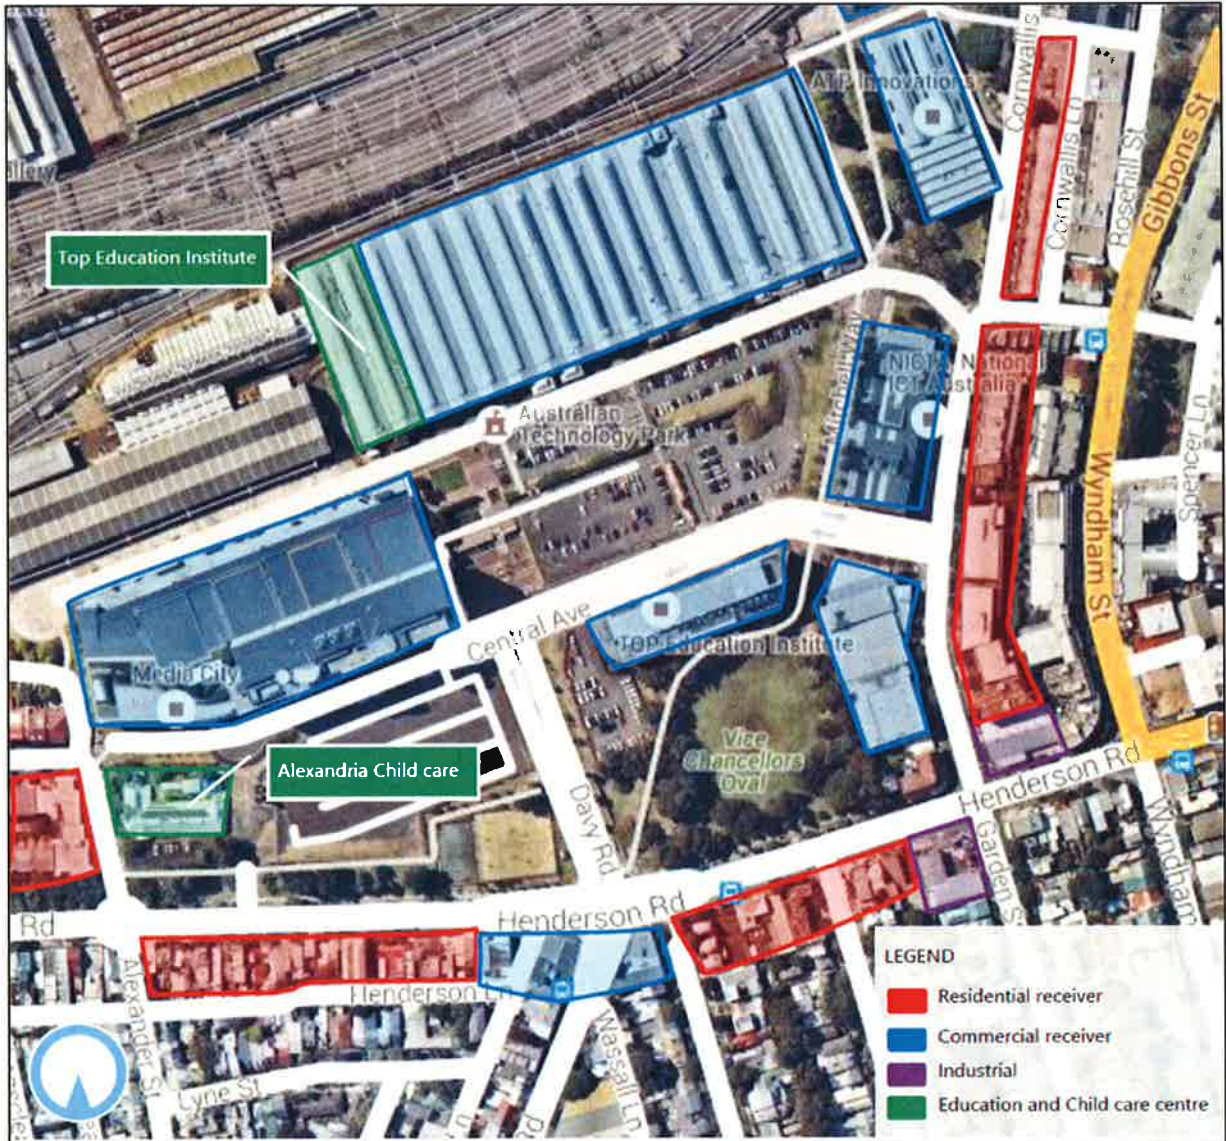 ATP Innovations
Cornwallis
Cornwallis Ln
Rosehill St
Gibbons St
Top Education Institute
NICTA National
ICT Australia
Australian
Technology Park
Mitchell Way
Spencer Ln
Wyndham St
Central Ave
TOP Education Institute
Media City
Vice
Chancellors
Oval
Alexandria Child care
Henderson Rd
Davy Rd
Garden St
Wyndham
Rd
Henderson Rd
Henderson Ln
Alexander St
Lyne St
Wassall Ln
Rd
LEGEND
Residential receiver
Commercial receiver
Industrial
Education and Child care centre